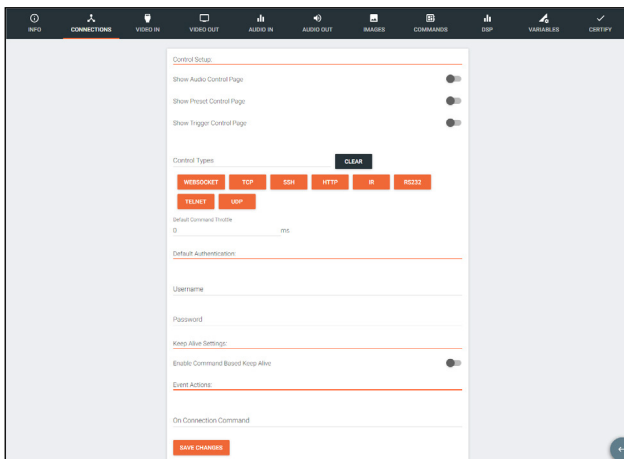 INFO
CONNECTIONS
VIDEO IN
VIDEO OUT
AUDIO IN
AUDIO OUT
IMAGES
COMMANDS
DSP
VARIABLES
CERTIFY
Control Setup:
Show Audio Control Page
Show Preset Control Page
Show Trigger Control Page
Control Types
CLEAR
WEBSOCKET TCP SSH HTTP IR RS232
TELNET UDP
Default Command Throttle
0 ms
Default Authentication:
Username
Password
Keep Alive Settings:
Enable Command Based Keep Alive
Event Actions:
On Connection Command
SAVE CHANGES